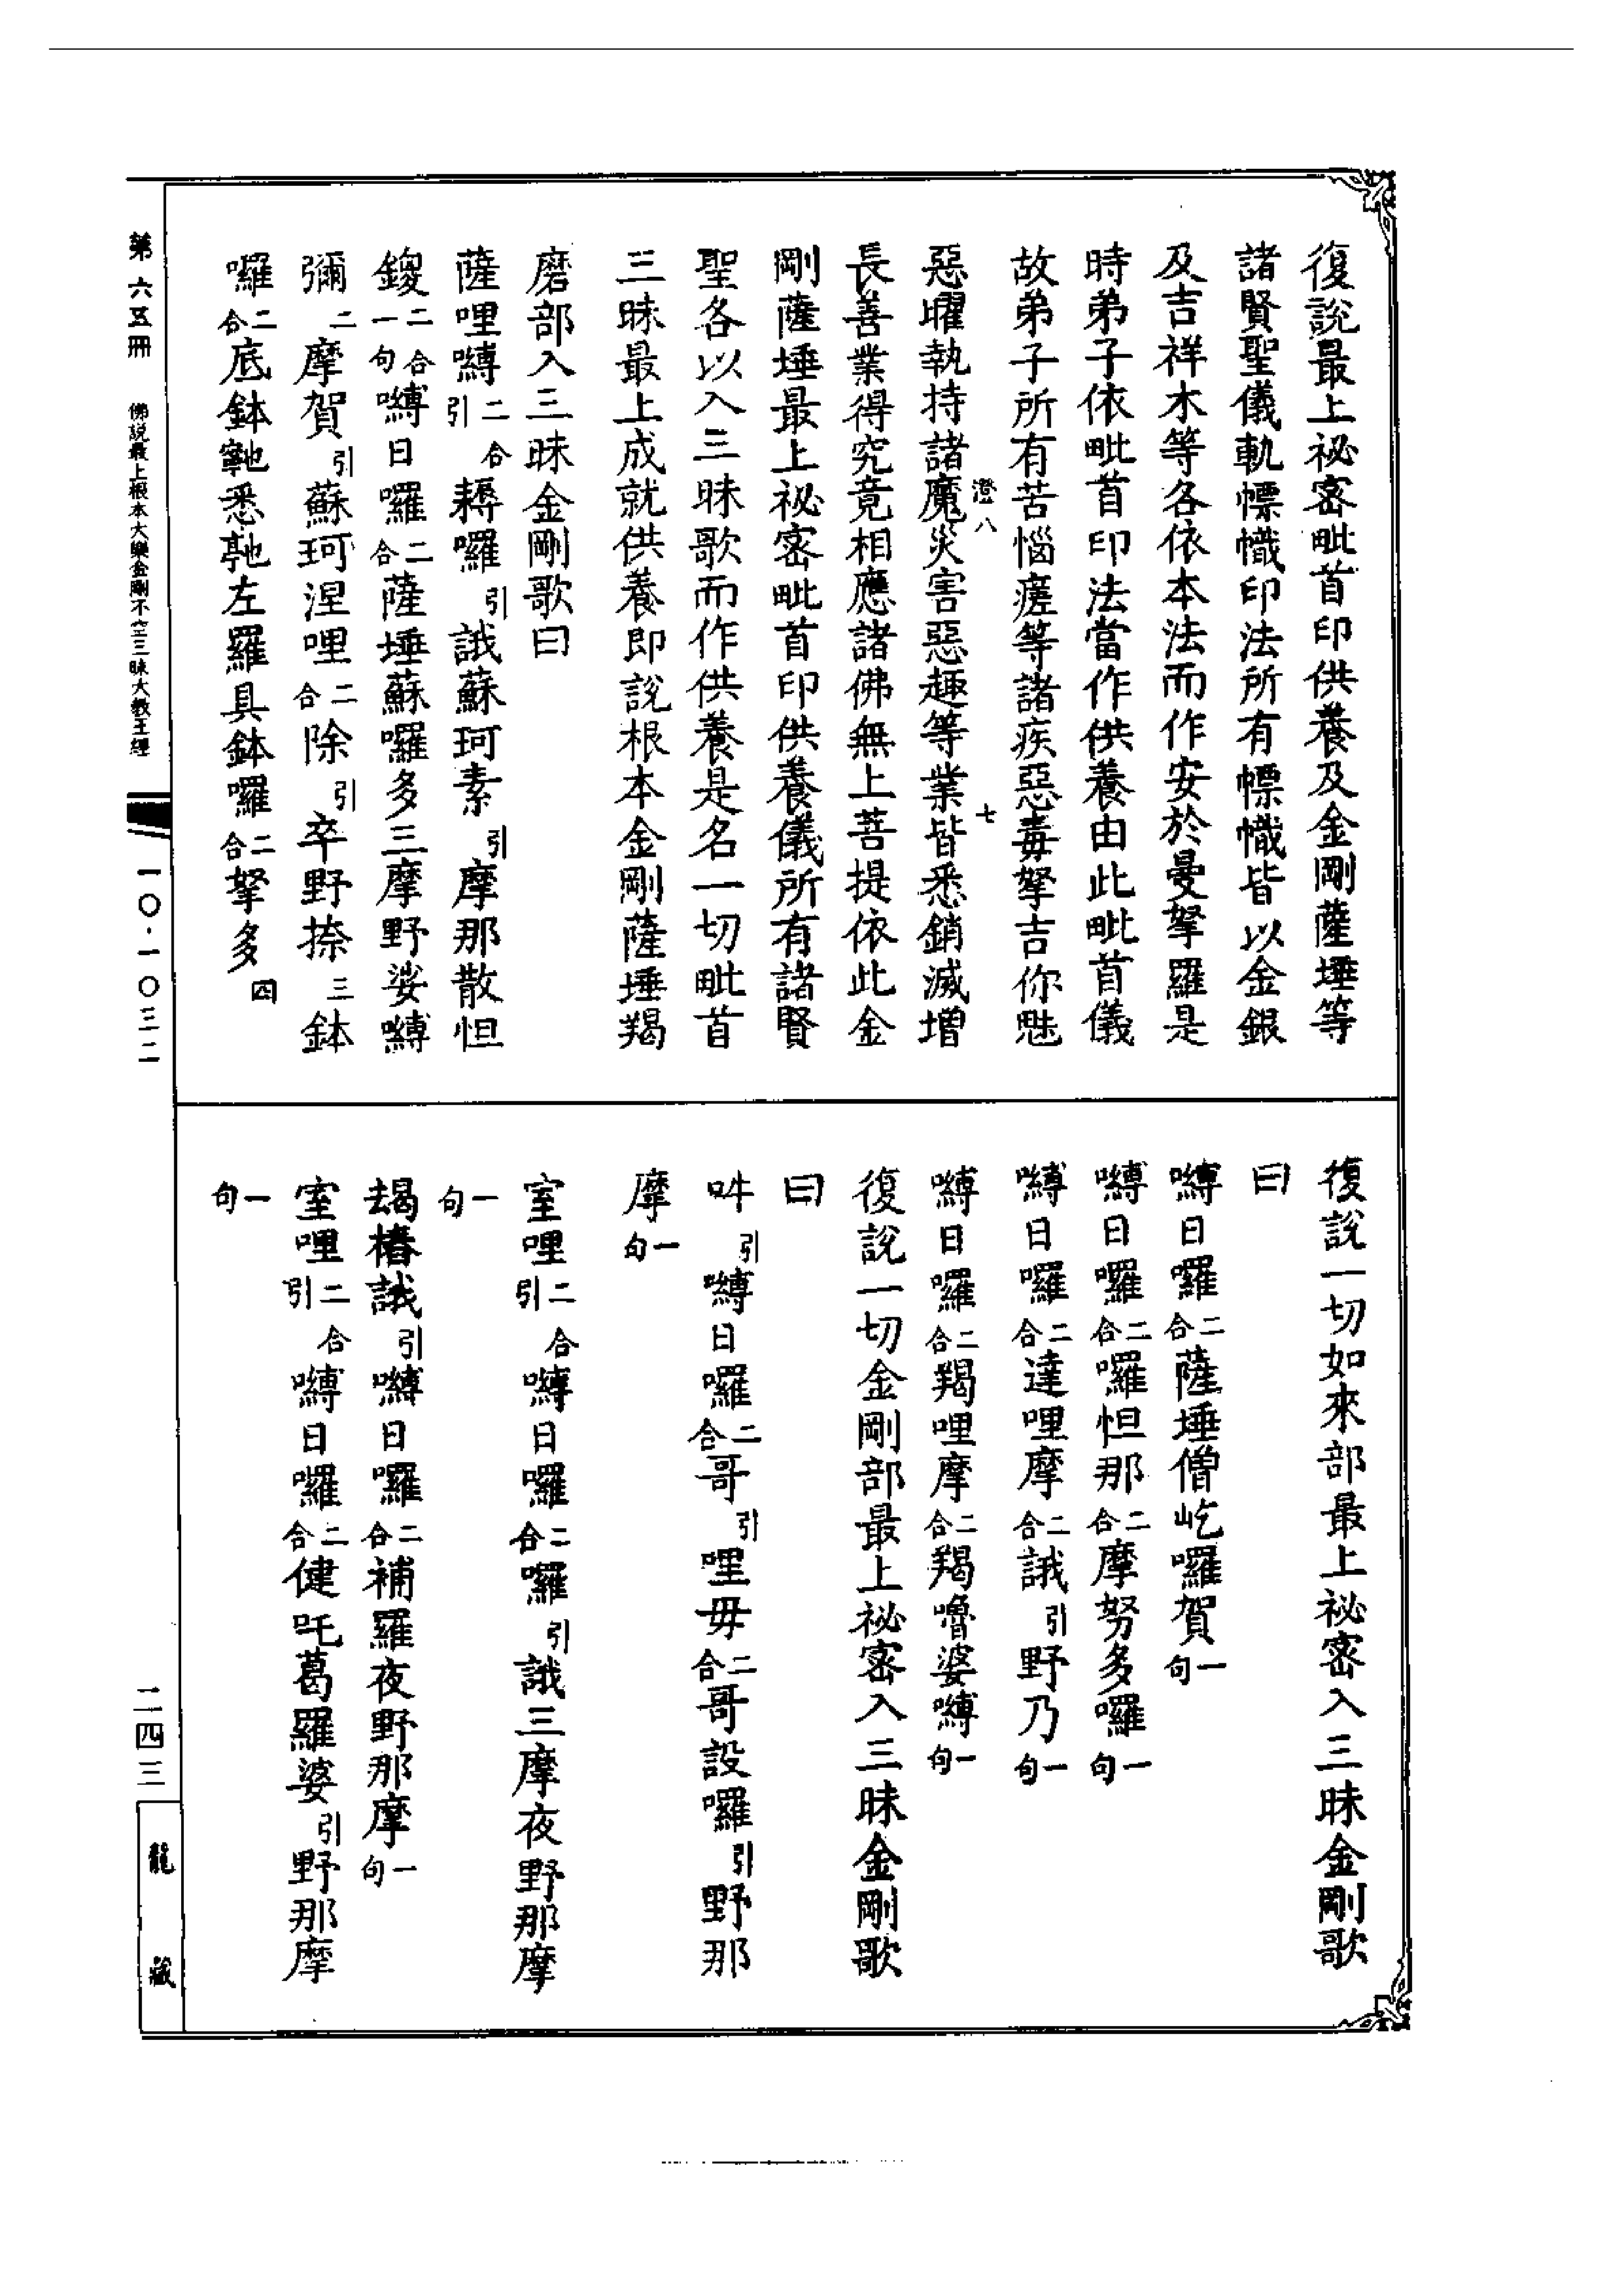 復說最上祕密毗首印供養及金剛薩埵等
諸賢聖儀軌幖幟印法所有幖幟皆以金銀
及吉祥木等各依本法而作安於曼拏羅是
時弟子依毗首印法當作供養由此毗首儀
故弟子所有苦惱瘧等諸疾惡毒拏吉你魅
惡曜執持諸魔災害惡趣等業皆悉銷滅增
澄八
七
長善業得究竟相應諸佛無上菩提依此金
剛薩埵最上祕密毗首印供養儀所有諸賢
聖各以入三昧歌而作供養是名一切毗首
三昧最上成就供養即說根本金剛薩埵羯
磨部入三昧金剛歌曰
薩哩嚩二合引耨囉引誐蘇珂素引摩那散怛
鑁二合一句嚩日囉二合薩埵蘇囉多三摩野娑嚩
彌二摩賀引蘇珂涅哩二合除引卒野捺三鉢
囉二合底鉢䩭悉𩉫左羅具鉢囉二合拏多四
復說一切如來部最上祕密入三昧金剛歌
曰
嚩日囉二合薩埵僧屹囉賀一句
嚩日囉二合囉怛那二合摩努多囉一句
嚩日囉二合達哩摩二合誐引野乃一句
嚩日囉二合羯哩摩二合羯嚕婆嚩一句
復說一切金剛部最上祕密入三昧金剛歌
曰
吽引嚩日囉二合哥引哩毋二合哥設囉引野那
摩一句
室哩二合引嚩日囉二合囉引誐三摩夜野那摩
一句
朅樁誐引嚩日囉二合補羅夜野那摩一句
室哩二合引嚩日囉二合健吒葛羅婆引野那摩
一句
第六五冊 佛說最上根本大樂金剛不空三昧大教王經 一〇·一〇三二
二四三
龍藏